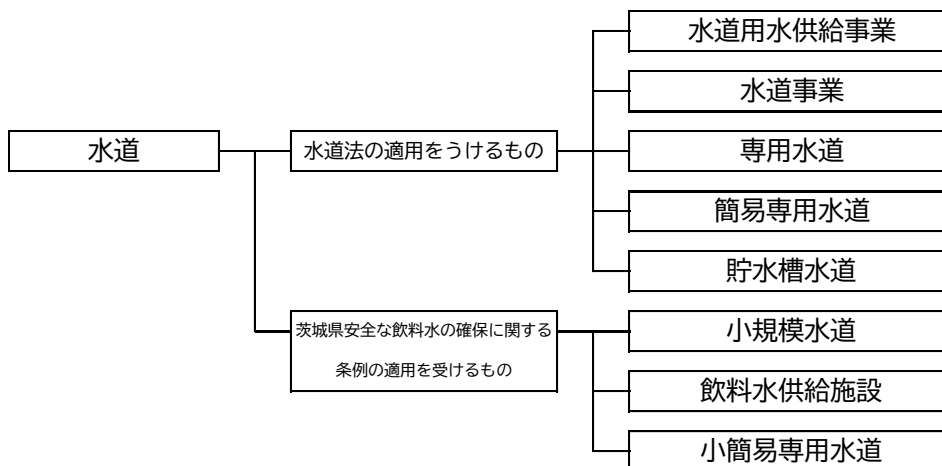 水道
水道法の適用をうけるもの
水道用水供給事業
水道事業
専用水道
簡易専用水道
貯水槽水道
茨城県安全な飲料水の確保に関する
条例の適用を受けるもの
小規模水道
飲料水供給施設
小簡易専用水道